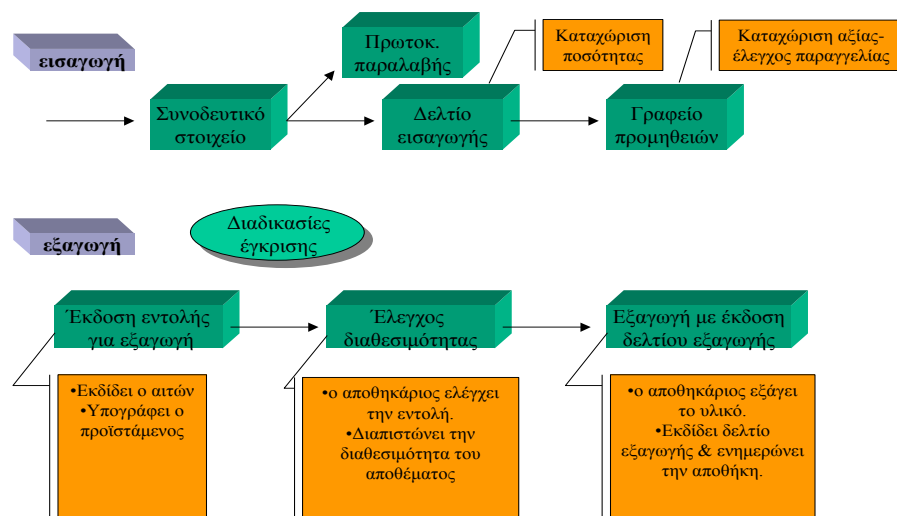 εισαγωγή
Πρωτοκ.
παραλαβής
Καταχώριση
ποσότητας
Καταχώριση αξίας-
έλεγχος παραγγελίας
Συνοδευτικό
στοιχείο
Δελτίο
εισαγωγής
Γραφείο
προμηθειών
εξαγωγή
Διαδικασίες
έγκρισης
Έκδοση εντολής
για εξαγωγή
Έλεγχος
διαθεσιμότητας
Εξαγωγή με έκδοση
δελτίου εξαγωγής
•Εκδίδει ο αιτών
•Υπογράφει ο
προϊστάμενος
•ο αποθηκάριος ελέγχει
την εντολή.
•Διαπιστώνει την
διαθεσιμότητα του
αποθέματος
•ο αποθηκάριος εξάγει
το υλικό.
•Εκδίδει δελτίο
εξαγωγής & ενημερώνει
την αποθήκη.